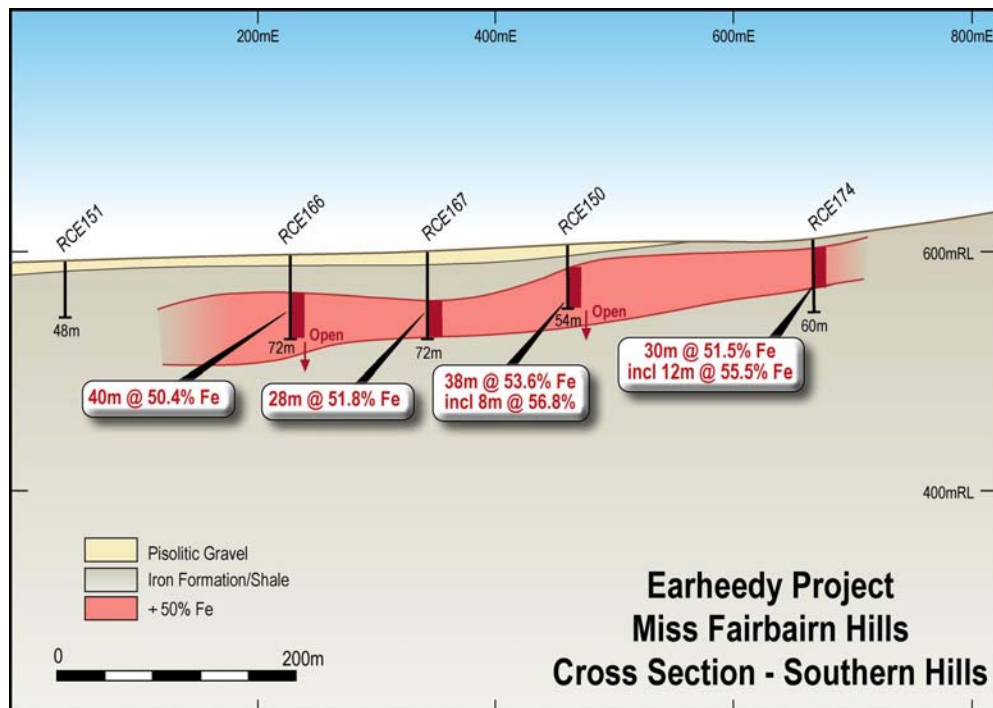 200mE
400mE
600mE
800mE
RCE151
RCE166
RCE167
RCE150
RCE174
600mRL
48m
72m
Open
72m
54m
Open
60m
40m @ 50.4% Fe
28m @ 51.8% Fe
38m @ 53.6% Fe
incl 8m @ 56.8%
30m @ 51.5% Fe
incl 12m @ 55.5% Fe
400mRL
Pisolitic Gravel
Iron Formation/Shale
+ 50% Fe
0
200m
Earheedy Project
Miss Fairbairn Hills
Cross Section - Southern Hills